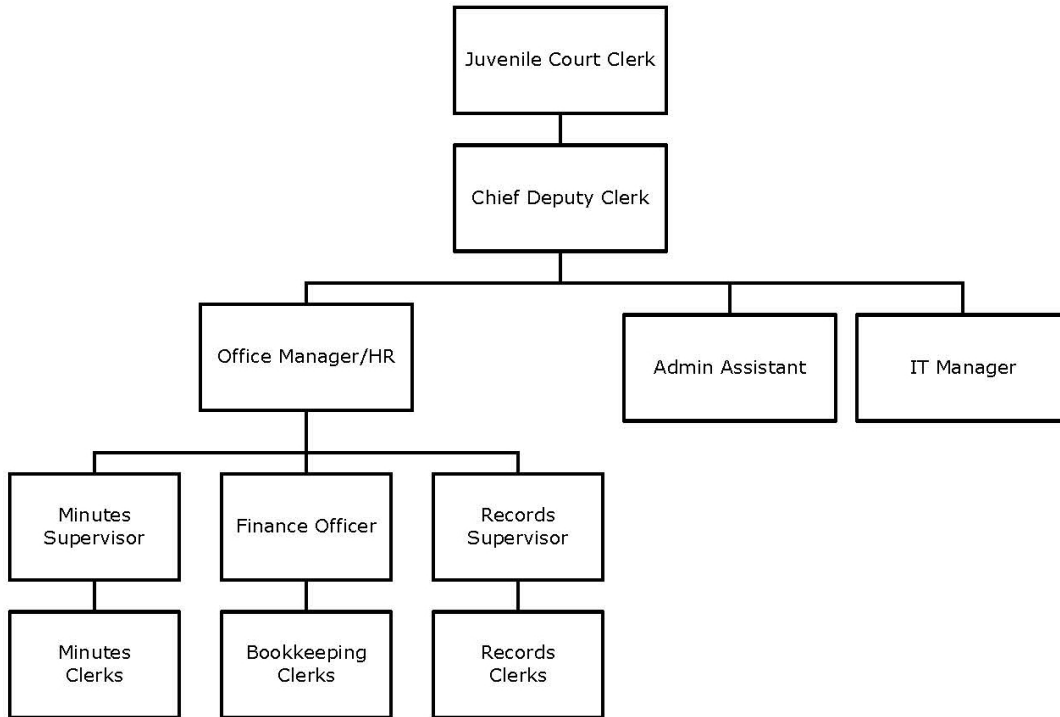 Juvenile Court Clerk
Chief Deputy Clerk
Office Manager/HR
Admin Assistant
IT Manager
Minutes
Supervisor
Finance Officer
Records
Supervisor
Minutes
Clerks
Bookkeeping
Clerks
Records
Clerks